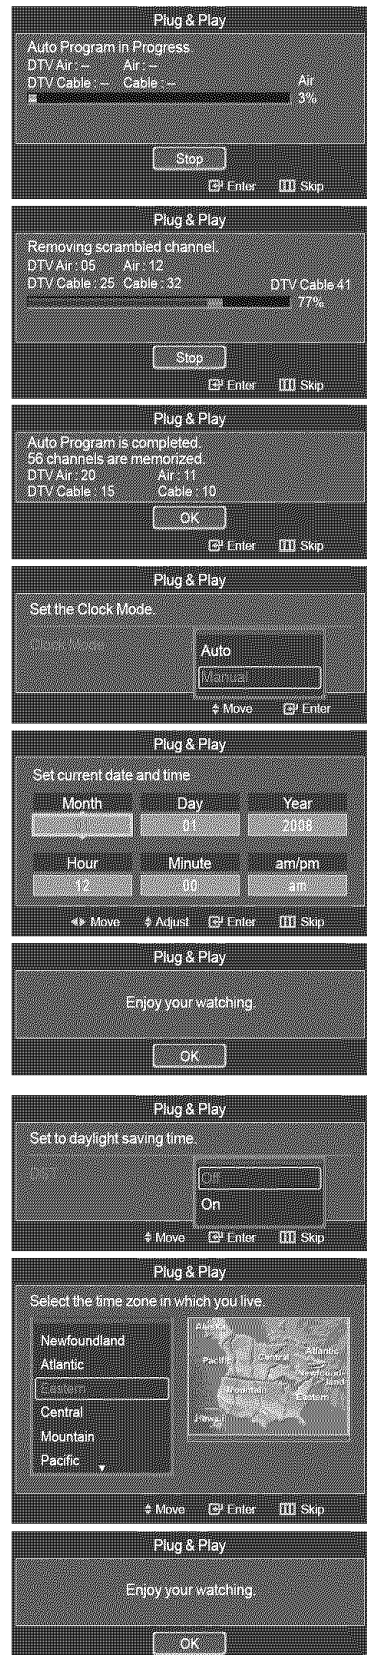 Plug & Play
Auto Program in Progress.
DTV Air : -- Air : --
DTV Cable : -- Cable : -- Air
3%
Stop
Enter Skip
Plug & Play
Removing scrambled channel.
DTV Air : 05 Air : 12
DTV Cable : 25 Cable : 32 DTV Cable 41
77%
Stop
Enter Skip
Plug & Play
Auto Program is completed.
56 channels are memorized.
DTV Air : 20 Air : 11
DTV Cable : 15 Cable : 10
OK
Enter Skip
Plug & Play
Set the Clock Mode.
Clock Mode Auto
Manual
Move Enter
Plug & Play
Set current date and time
Month Day Year
01 01 2008
Hour Minute am/pm
12 00 am
Move Adjust Enter Skip
Plug & Play
Enjoy your watching.
OK
Plug & Play
Set to daylight saving time.
DST Off
On
Move Enter Skip
Plug & Play
Select the time zone in which you live.
Newfoundland
Atlantic
Eastern
Central
Mountain
Pacific
Alaska
Pacific Central Atlantic
Newfound-
land
Mountain Eastern
Hawaii
Move Enter Skip
Plug & Play
Enjoy your watching.
OK